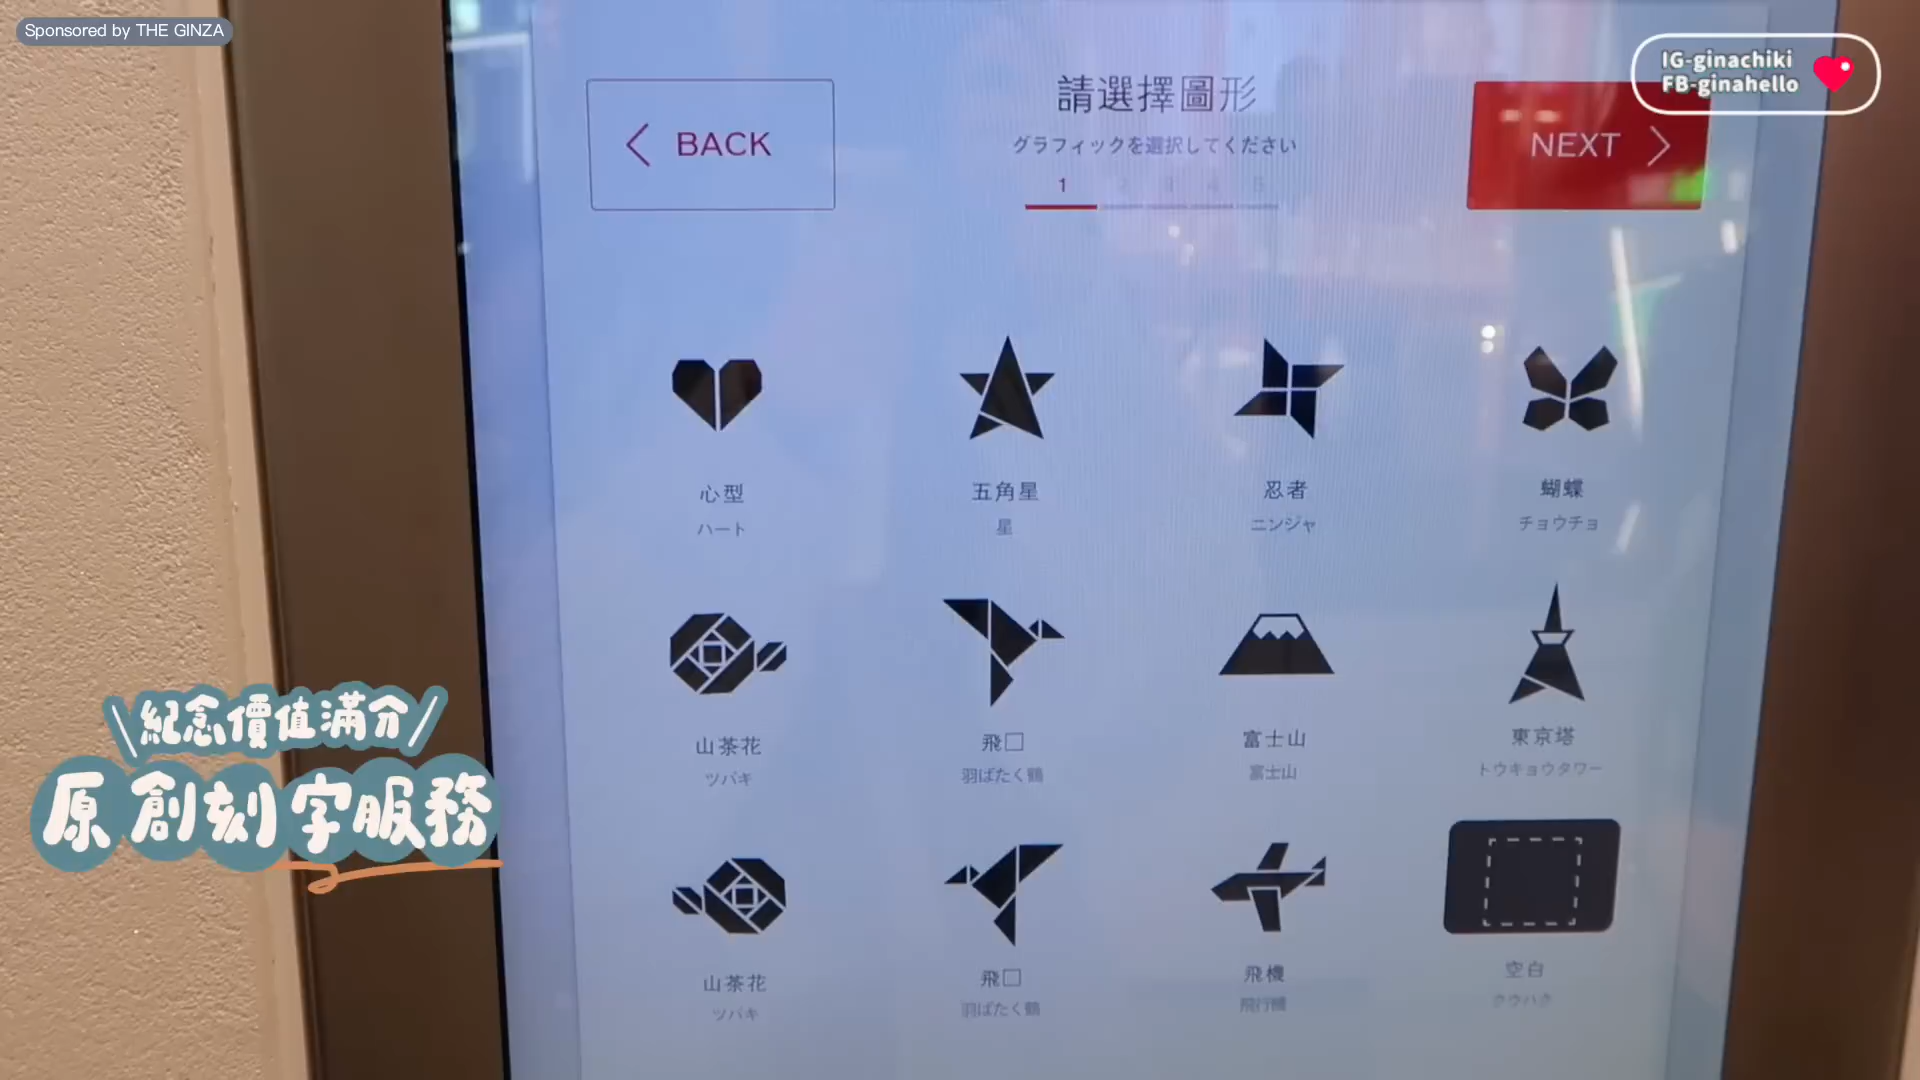 Sponsored by THE GINZA
IG-ginachiki
FB-ginahello
BACK
請選擇圖形
グラフィックを選択してください
NEXT
1 2 3 4 5
心型
ハート
五角星
星
忍者
ニンジャ
蝴蝶
チョウチョ
山茶花
ツバキ
飛□
羽ばたく鶴
富士山
富士山
東京塔
トウキョウタワー
山茶花
ツバキ
飛□
羽ばたく鶴
飛機
飛行機
空白
クウハク
\紀念價值滿分/
原創刻字服務